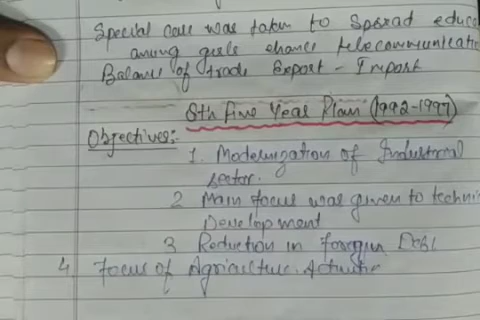 Special care was taken to Spread educ
among girls chance telecommunicatio
Balance of trade Export - Import
8th five Year Plan (1992-1997)
Objectives:-
1. Modernization of Industrial
sector.
2 Main focus was given to techni
Development
3 Reduction in foreign Debt
4. Focus of Agriculture. Activities